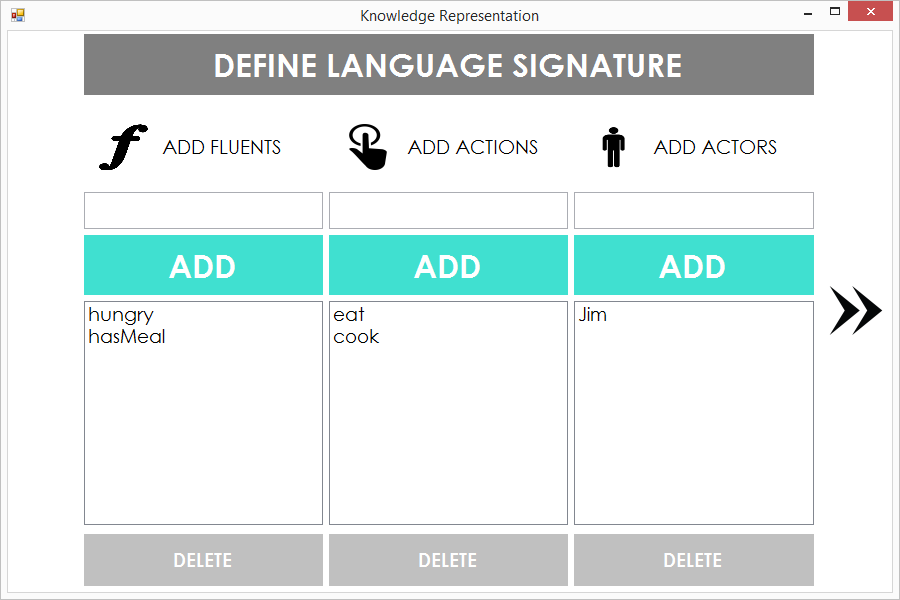 Knowledge Representation
DEFINE LANGUAGE SIGNATURE
ADD FLUENTS
ADD ACTIONS
ADD ACTORS
ADD
ADD
ADD
hungry
hasMeal
eat
cook
Jim
DELETE
DELETE
DELETE